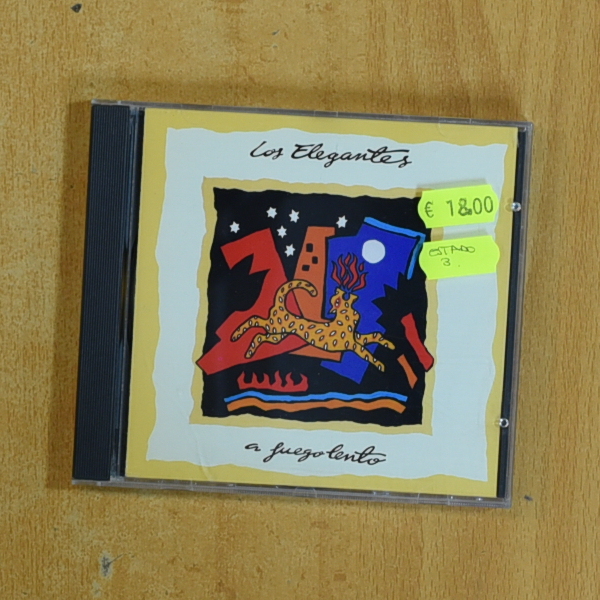 Los Elegantes
€ 18.00
ESTADO
3.
a fuego lento